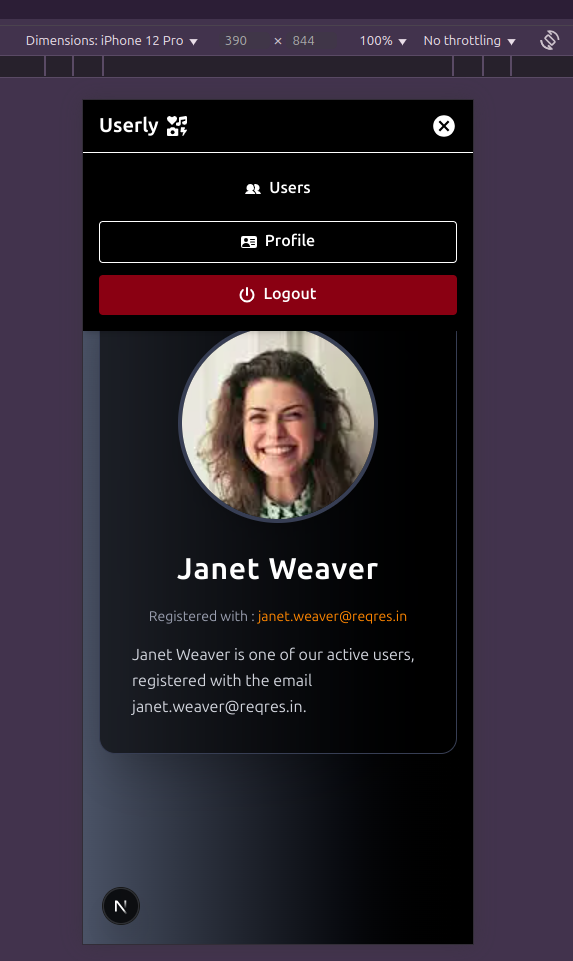 Dimensions: iPhone 12 Pro 390 × 844 100% No throttling
Userly
Users
Profile
Logout
Janet Weaver
Registered with : janet.weaver@reqres.in
Janet Weaver is one of our active users,
registered with the email
janet.weaver@reqres.in.
N